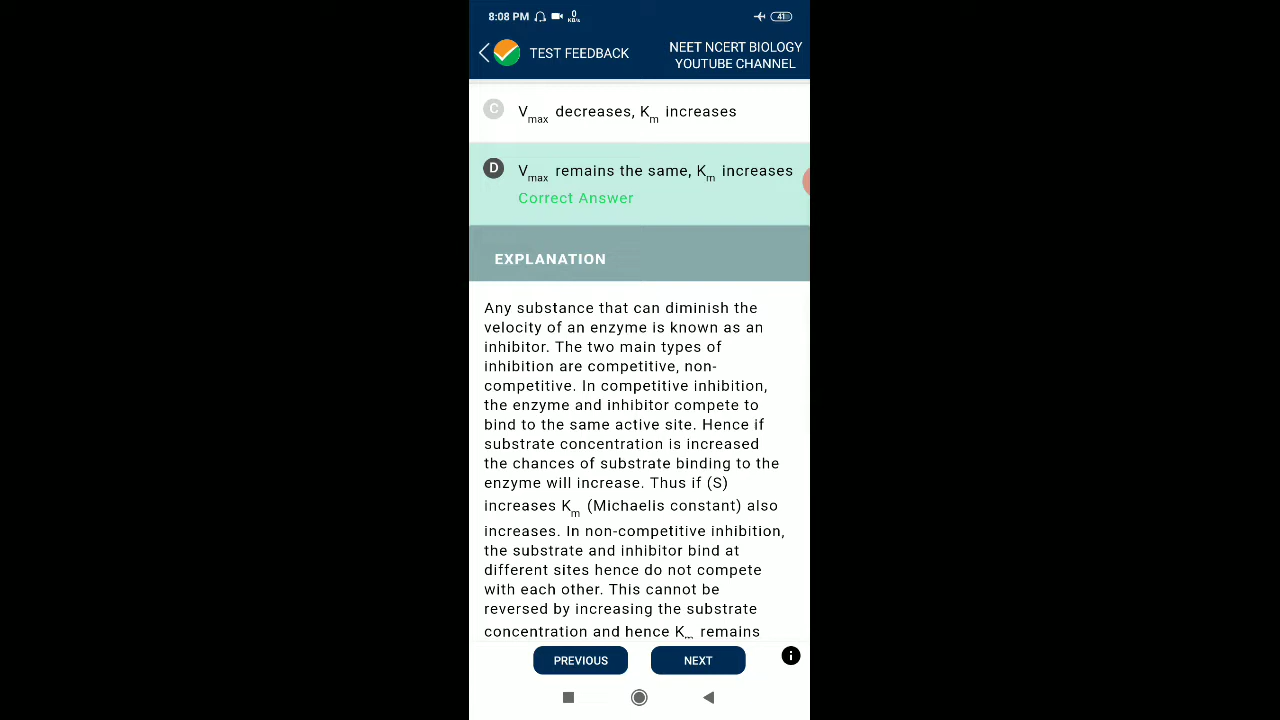 8:08 PM 0 KB/s 41
TEST FEEDBACK
NEET NCERT BIOLOGY
YOUTUBE CHANNEL
C Vmax decreases, Km increases
D Vmax remains the same, Km increases
Correct Answer
EXPLANATION
Any substance that can diminish the
velocity of an enzyme is known as an
inhibitor. The two main types of
inhibition are competitive, non-
competitive. In competitive inhibition,
the enzyme and inhibitor compete to
bind to the same active site. Hence if
substrate concentration is increased
the chances of substrate binding to the
enzyme will increase. Thus if (S)
increases Km (Michaelis constant) also
increases. In non-competitive inhibition,
the substrate and inhibitor bind at
different sites hence do not compete
with each other. This cannot be
reversed by increasing the substrate
concentration and hence Km remains
PREVIOUS NEXT i